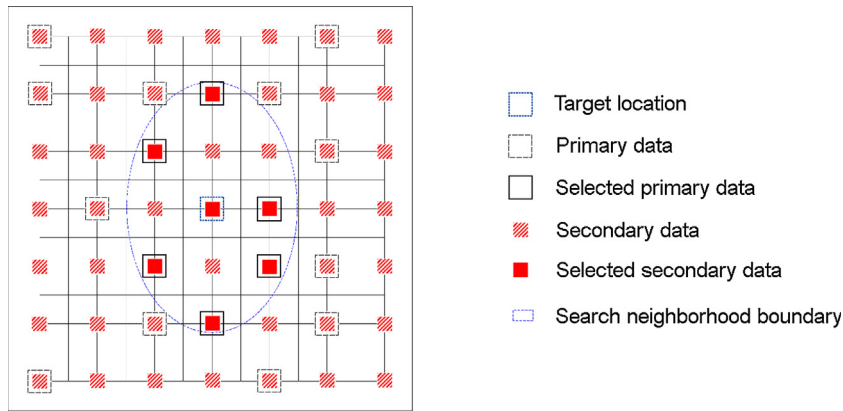 Target location
Primary data
Selected primary data
Secondary data
Selected secondary data
Search neighborhood boundary